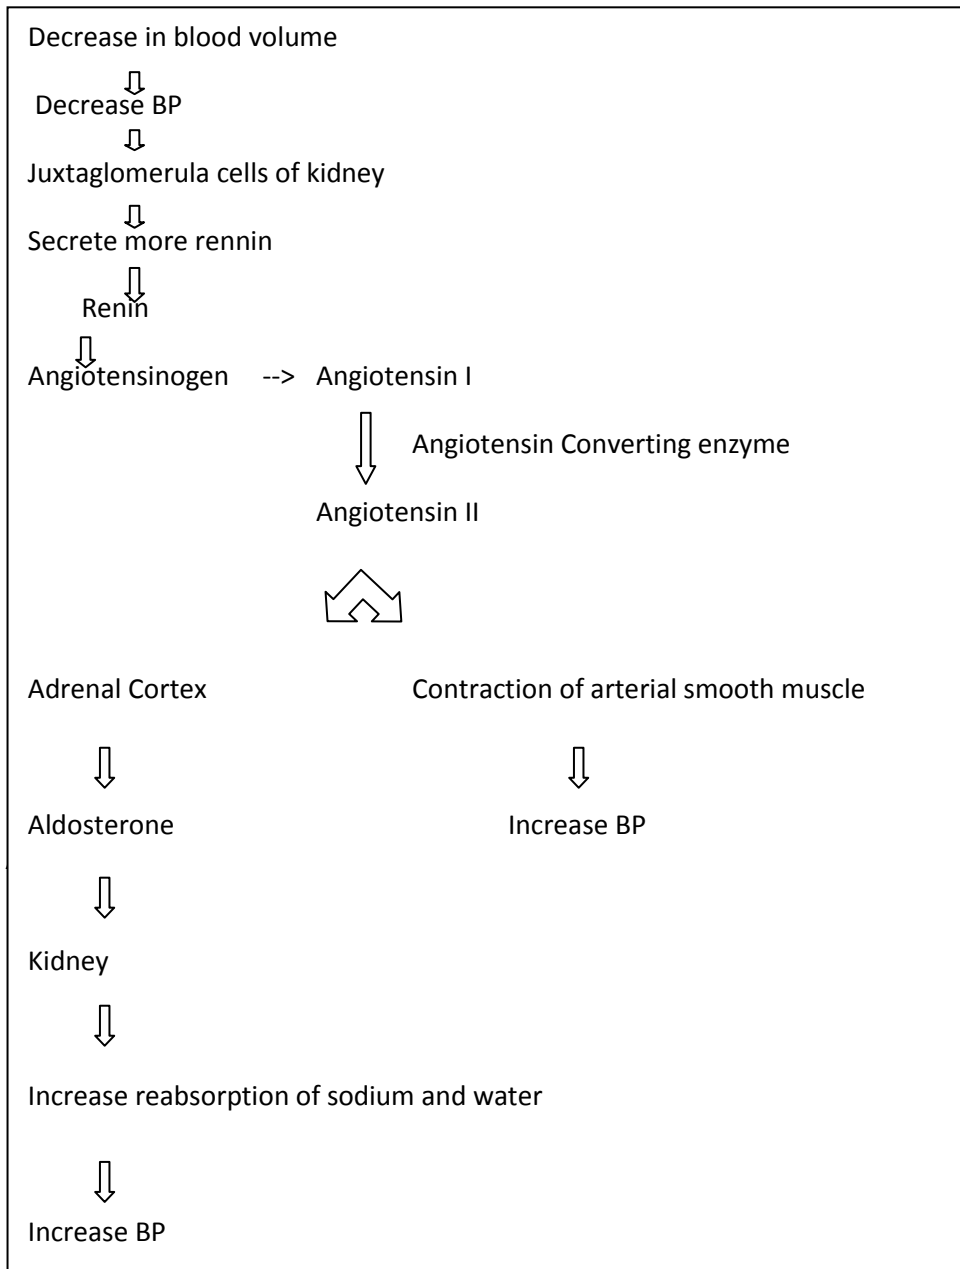 Decrease in blood volume
Decrease BP
Juxtaglomerula cells of kidney
Secrete more rennin
Renin
Angiotensinogen --> Angiotensin I
Angiotensin Converting enzyme
Angiotensin II
Adrenal Cortex Contraction of arterial smooth muscle
Aldosterone Increase BP
Kidney
Increase reabsorption of sodium and water
Increase BP